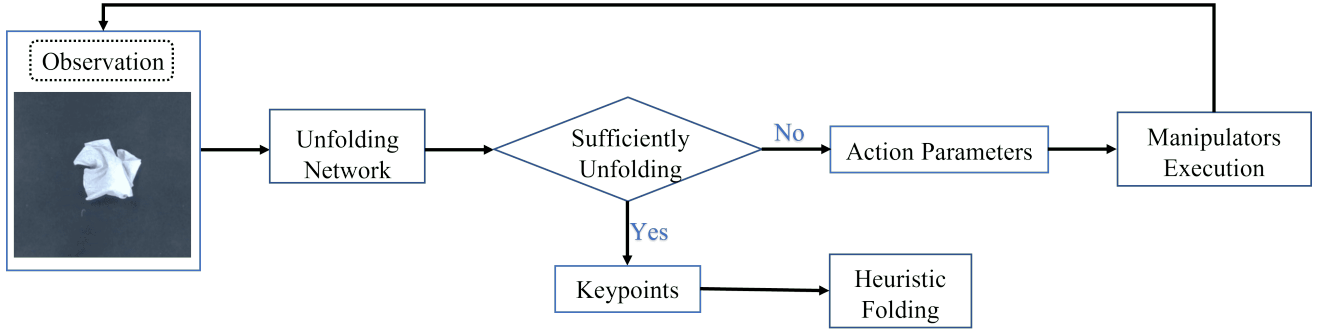 Observation
Unfolding
Network
Sufficiently
Unfolding
No
Action Parameters
Manipulators
Execution
Yes
Keypoints
Heuristic
Folding